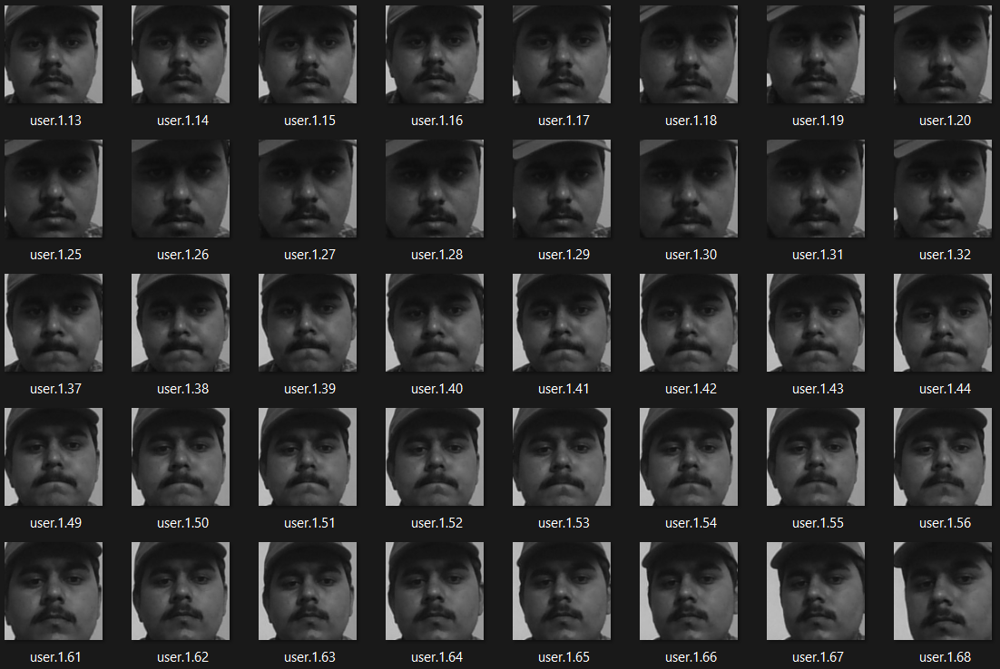 user.1.13 user.1.14 user.1.15 user.1.16 user.1.17 user.1.18 user.1.19 user.1.20
user.1.25 user.1.26 user.1.27 user.1.28 user.1.29 user.1.30 user.1.31 user.1.32
user.1.37 user.1.38 user.1.39 user.1.40 user.1.41 user.1.42 user.1.43 user.1.44
user.1.49 user.1.50 user.1.51 user.1.52 user.1.53 user.1.54 user.1.55 user.1.56
user.1.61 user.1.62 user.1.63 user.1.64 user.1.65 user.1.66 user.1.67 user.1.68